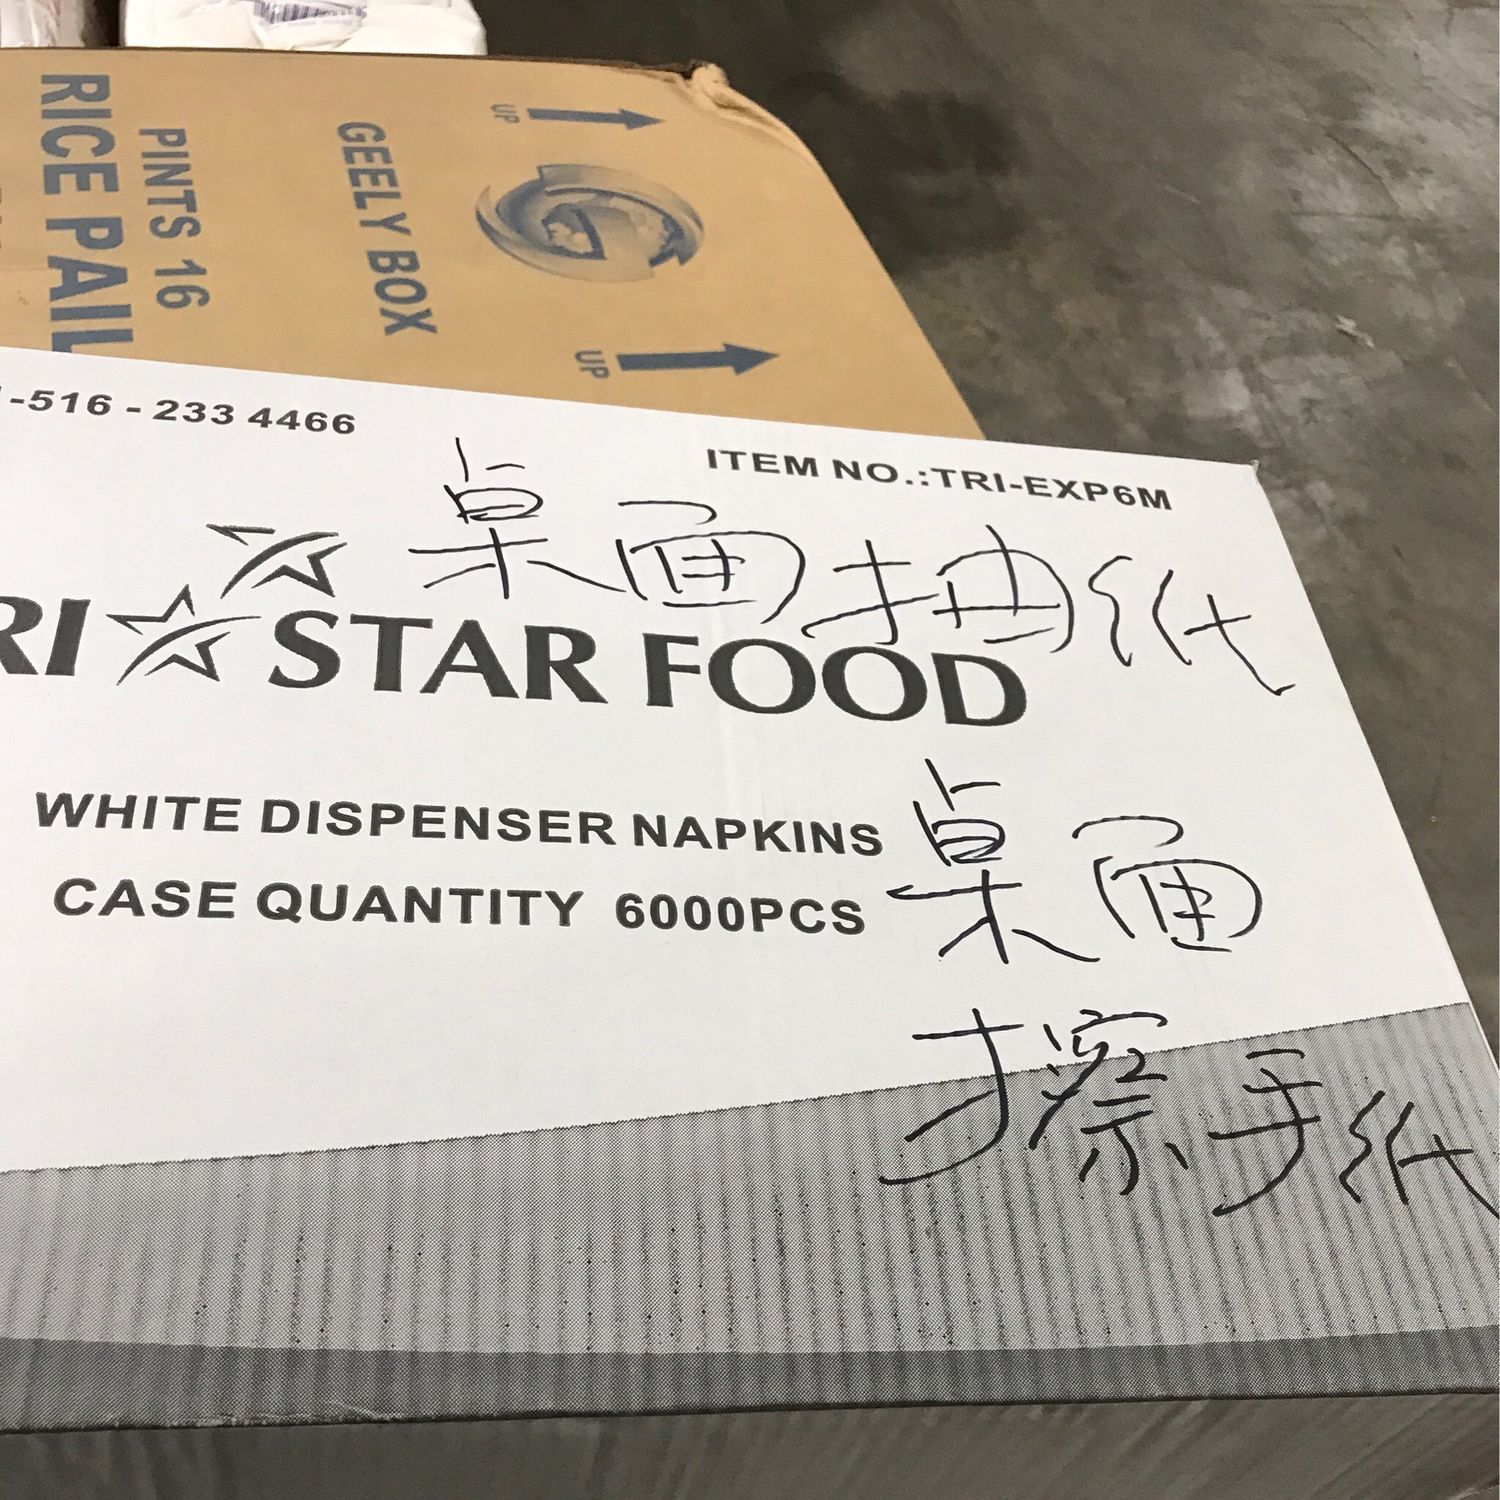 RICE PAIL
PINTS 16
GEELY BOX
UP
UP
-516 - 233 4466
ITEM NO.:TRI-EXP6M
桌面抽纸
RI STAR FOOD
WHITE DISPENSER NAPKINS
CASE QUANTITY 6000PCS
桌面
擦手纸